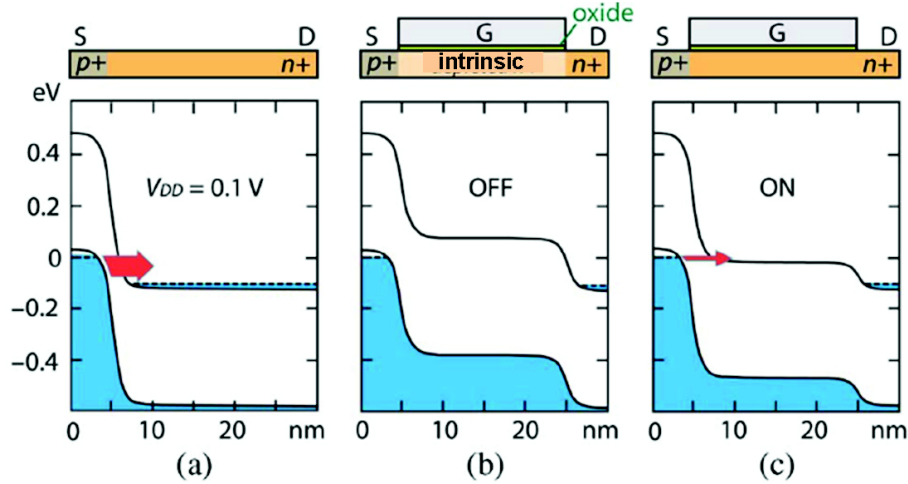 oxide
S D
p+ n+
S G D
p+ intrinsic n+
S G D
p+ n+
eV
0.4
0.2
0
−0.2
−0.4
V_DD = 0.1 V
OFF
ON
0 10 20 nm
0 10 20 nm
0 10 20 nm
(a) (b) (c)